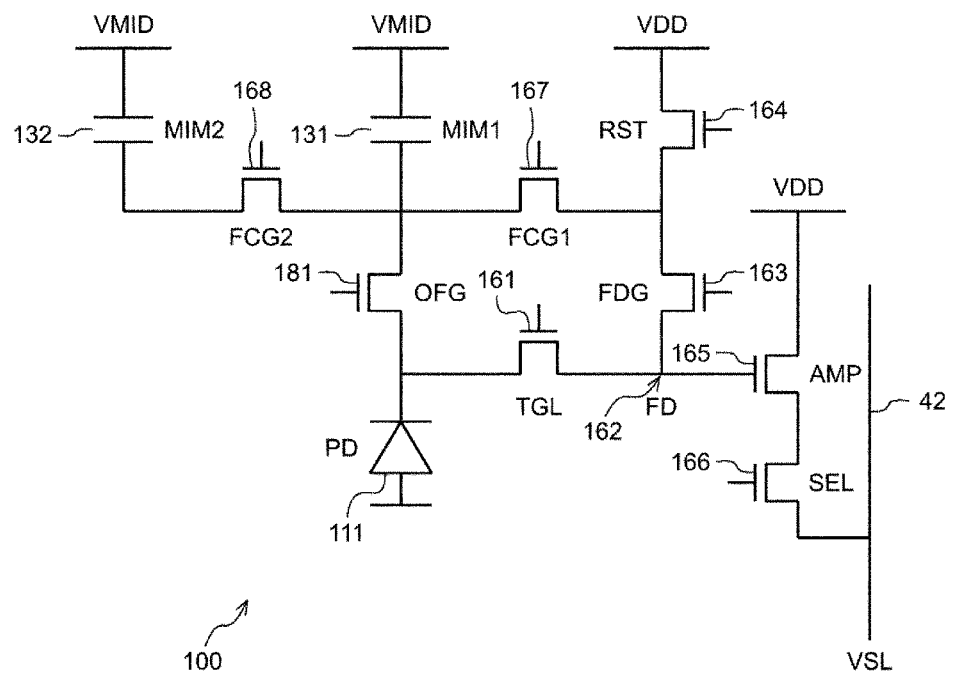 VMID VMID VDD
168 167 164
132 MIM2 131 MIM1 RST
VDD
FCG2 FCG1
181 OFG 161 FDG 163
165
AMP
TGL 162 FD 42
PD 166
SEL
111
100 VSL